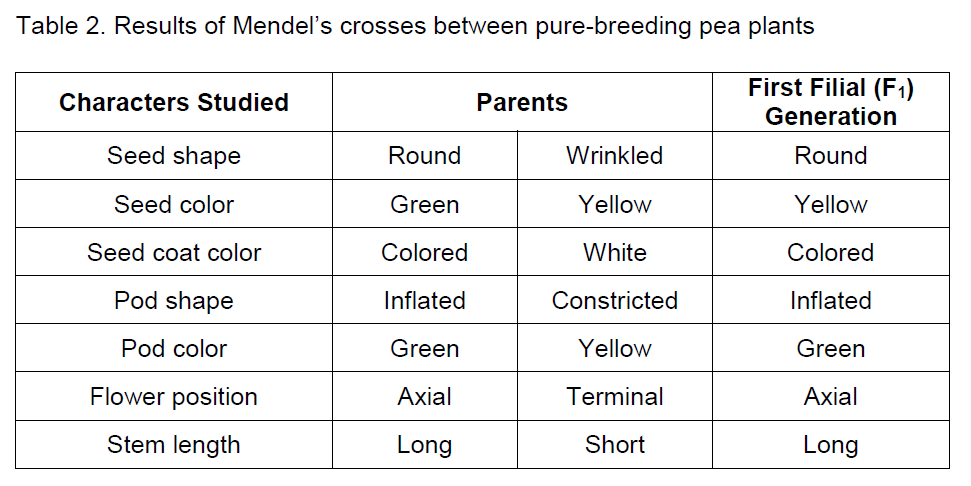 Table 2. Results of Mendel’s crosses between pure-breeding pea plants
Characters Studied Parents First Filial (F₁) Generation
Seed shape Round Wrinkled Round
Seed color Green Yellow Yellow
Seed coat color Colored White Colored
Pod shape Inflated Constricted Inflated
Pod color Green Yellow Green
Flower position Axial Terminal Axial
Stem length Long Short Long